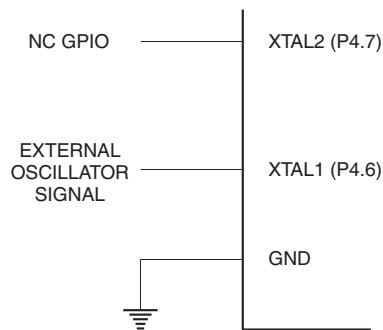 NC GPIO
XTAL2 (P4.7)
EXTERNAL
OSCILLATOR
SIGNAL
XTAL1 (P4.6)
GND